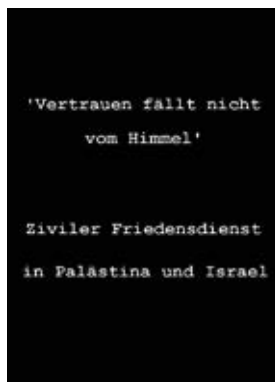 'Vertrauen fällt nicht
vom Himmel'
Ziviler Friedensdienst
in Palästina und Israel